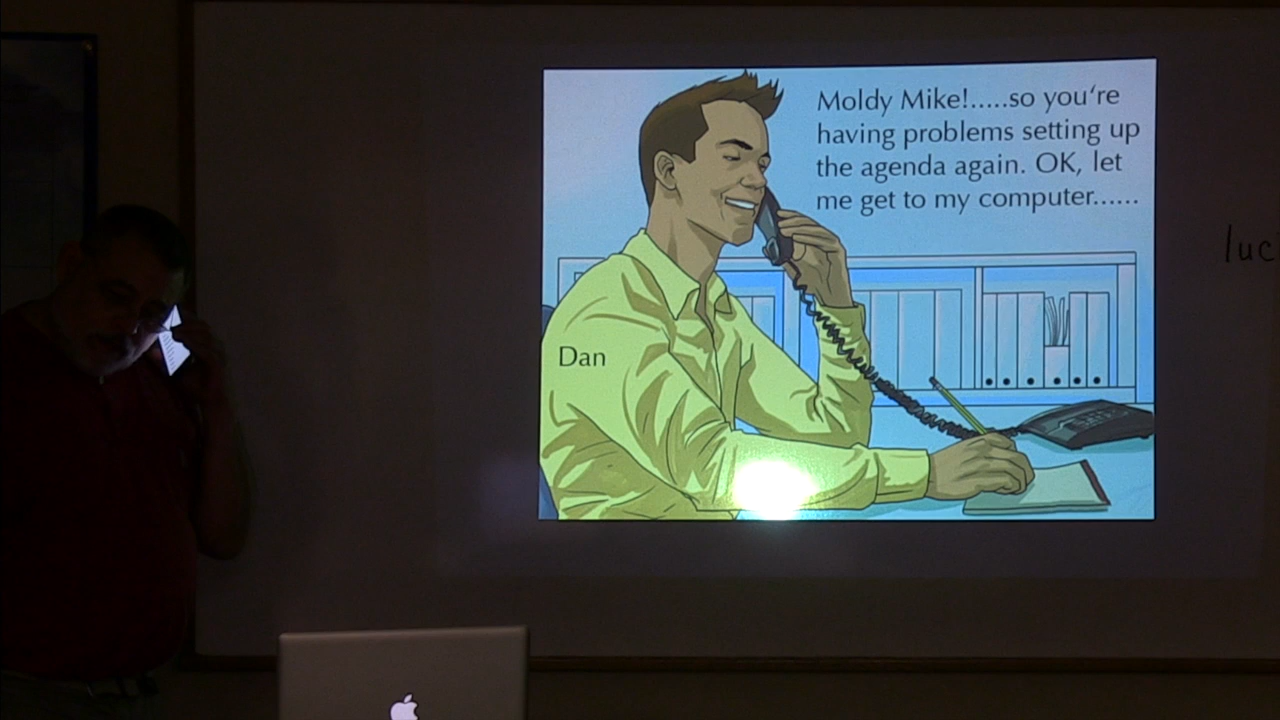 Moldy Mike!.....so you're
having problems setting up
the agenda again. OK, let
me get to my computer......
Dan
luc